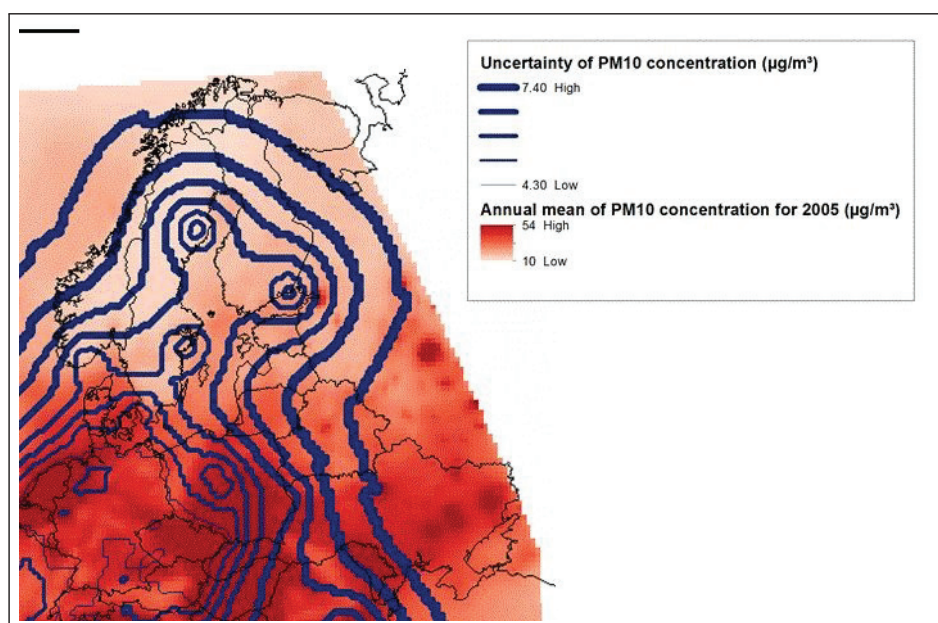 Uncertainty of PM10 concentration (µg/m³)
7.40 High
4.30 Low
Annual mean of PM10 concentration for 2005 (µg/m³)
54 High
10 Low